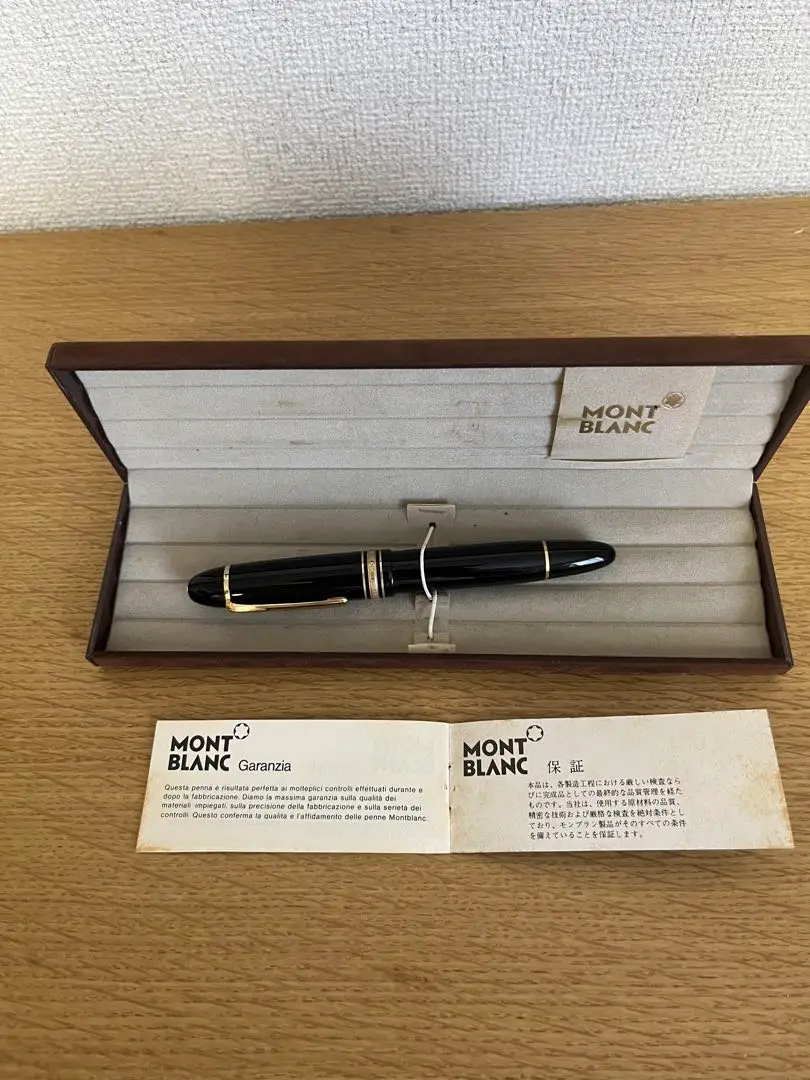 MONT
BLANC
MONT
BLANC Garanzia
Questa penna e risultata perfetta ai molteplici controlli effettuati durante e
dopo la fabbricazione. Diamo la massima garanzia sulla qualità dei
materiali impiegati, sulla precisione della fabbricazione e sulla serietà dei
controlli. Questo conferma la qualità e l'affidamento delle penne Montblanc.
MONT
BLANC 保証
本品は、各製造工程における厳しい検査なら
びに完成品としての最終的な品質管理を経た
ものです。当社は、使用する原材料の品質、
精密な技術および厳格な検査を絶対条件とし
ており、モンブラン製品がそのすべての条件
を備えていることを保証します。